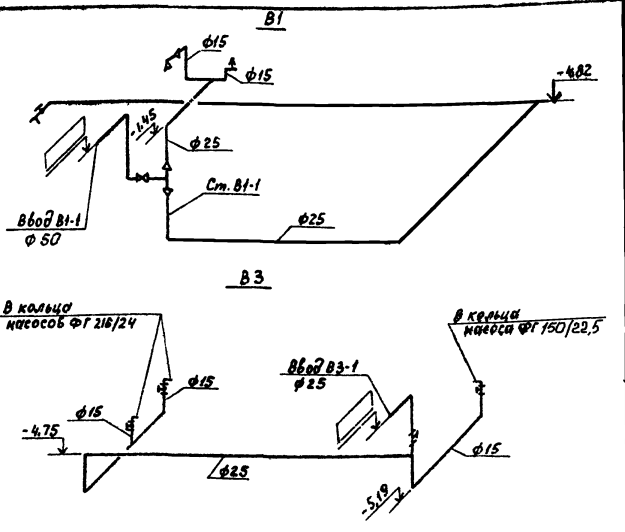 В1
ф15
ф15
-4,82
-1.45
ф25
Ст. В1-1
Ввод В1-1
ф 50
ф25
В3
В кольца
насосов ФГ 216/24
В кольца
насоса ФГ 150/22,5
Ввод В3-1
ф 25
ф15
ф15
-4.75
ф15
ф25
-5,19